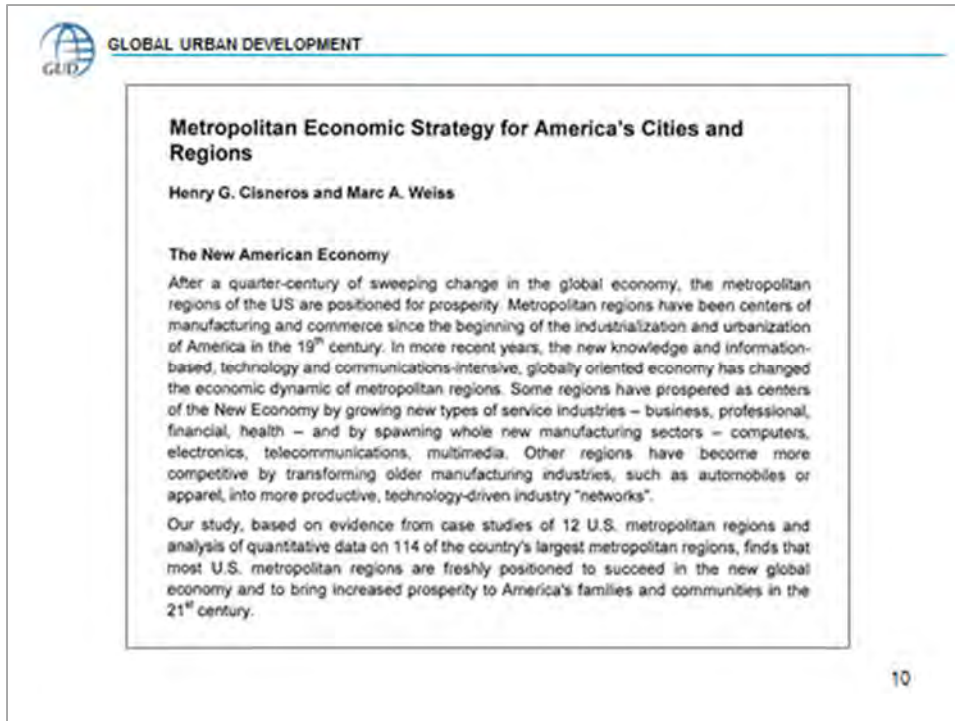 GUD
GLOBAL URBAN DEVELOPMENT
Metropolitan Economic Strategy for America's Cities and
Regions
Henry G. Cisneros and Marc A. Weiss
The New American Economy
After a quarter-century of sweeping change in the global economy, the metropolitan
regions of the US are positioned for prosperity. Metropolitan regions have been centers of
manufacturing and commerce since the beginning of the industrialization and urbanization
of America in the 19th century. In more recent years, the new knowledge and information-
based, technology and communications-intensive, globally oriented economy has changed
the economic dynamic of metropolitan regions. Some regions have prospered as centers
of the New Economy by growing new types of service industries – business, professional,
financial, health – and by spawning whole new manufacturing sectors – computers,
electronics, telecommunications, multimedia. Other regions have become more
competitive by transforming older manufacturing industries, such as automobiles or
apparel, into more productive, technology-driven industry "networks".
Our study, based on evidence from case studies of 12 U.S. metropolitan regions and
analysis of quantitative data on 114 of the country's largest metropolitan regions, finds that
most U.S. metropolitan regions are freshly positioned to succeed in the new global
economy and to bring increased prosperity to America's families and communities in the
21st century.
10